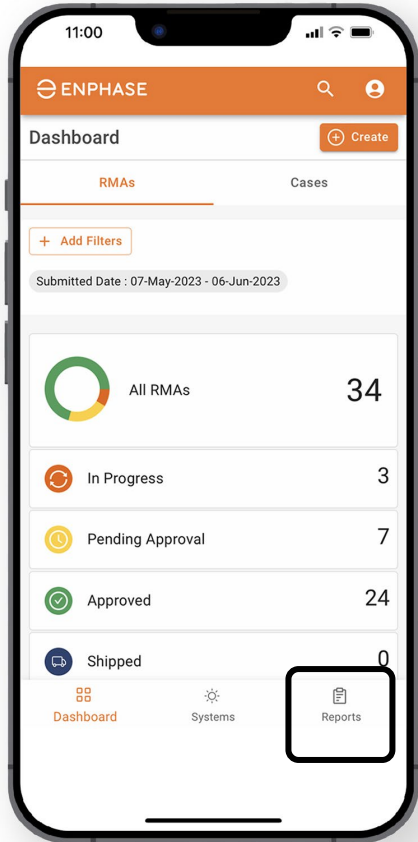 11:00
ENPHASE
Dashboard
Create
RMAs Cases
+ Add Filters
Submitted Date : 07-May-2023 - 06-Jun-2023
All RMAs 34
In Progress 3
Pending Approval 7
Approved 24
Shipped 0
Dashboard Systems Reports